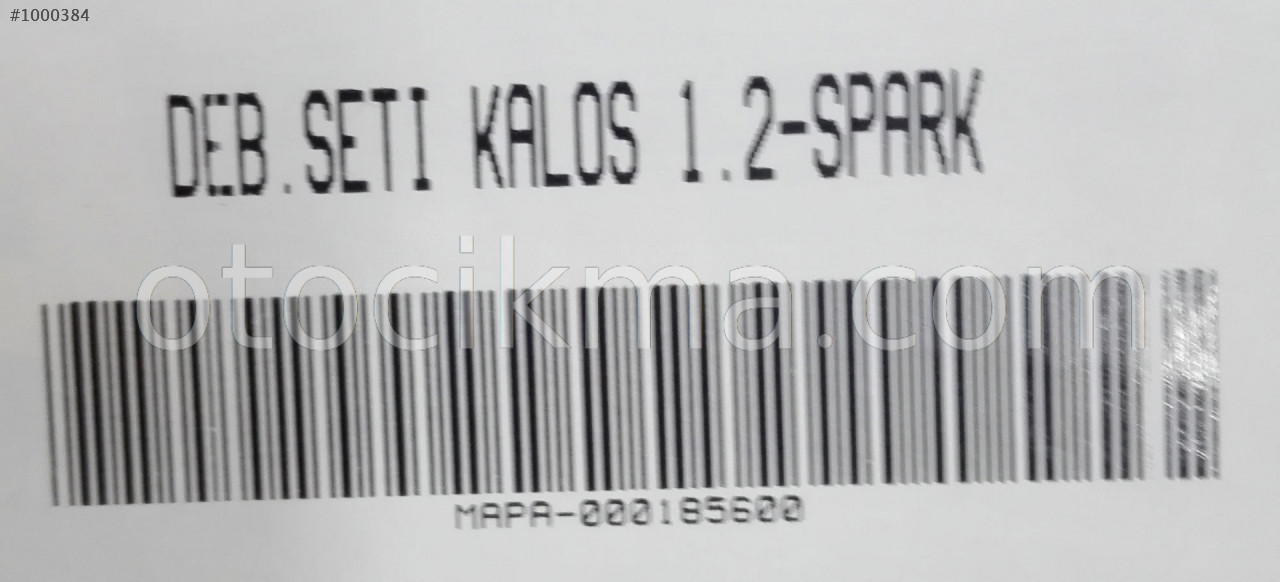 #1000384
DEB.SETI KALOS 1.2-SPARK
otocikma.com
MAPA-000185600